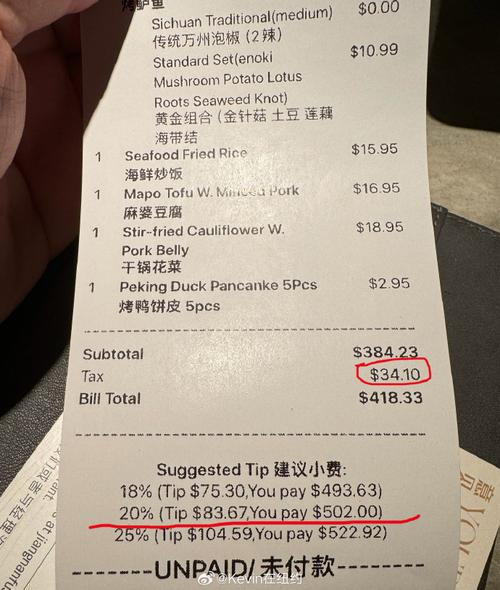 烤鲈鱼 $0.00
Sichuan Traditional(medium)
传统万州泡椒 (2 辣)
Standard Set(enoki $10.99
Mushroom Potato Lotus
Roots Seaweed Knot)
黄金组合 (金针菇 土豆 莲藕
海带结
1 Seafood Fried Rice $15.95
海鲜炒饭
1 Mapo Tofu W. Minced Pork $16.95
麻婆豆腐
1 Stir-fried Cauliflower W. $18.95
Pork Belly
干锅花菜
1 Peking Duck Pancanke 5Pcs $2.95
烤鸭饼皮 5pcs
Subtotal $384.23
Tax $34.10
Bill Total $418.33
Suggested Tip 建议小费:
18% (Tip $75.30,You pay $493.63)
20% (Tip $83.67,You pay $502.00)
25% (Tip $104.59,You pay $522.92)
-------UNPAID/ 未付款-------
@Kevin在纽约
at jiangnanfu
YOU